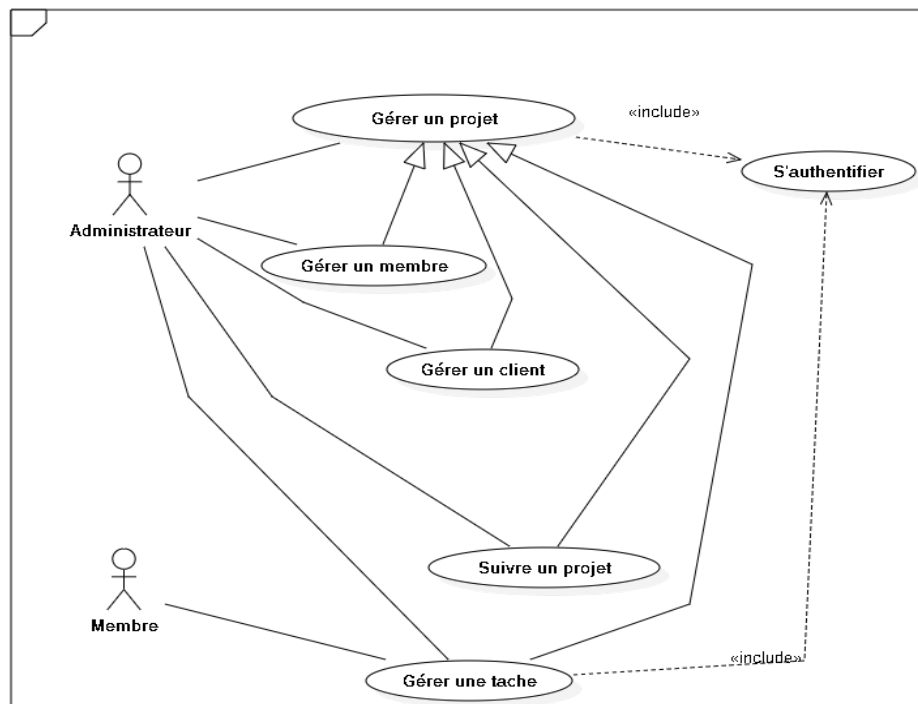 «include»
Gérer un projet
S'authentifier
Administrateur
Gérer un membre
Gérer un client
Suivre un projet
Membre
«include»
Gérer une tache